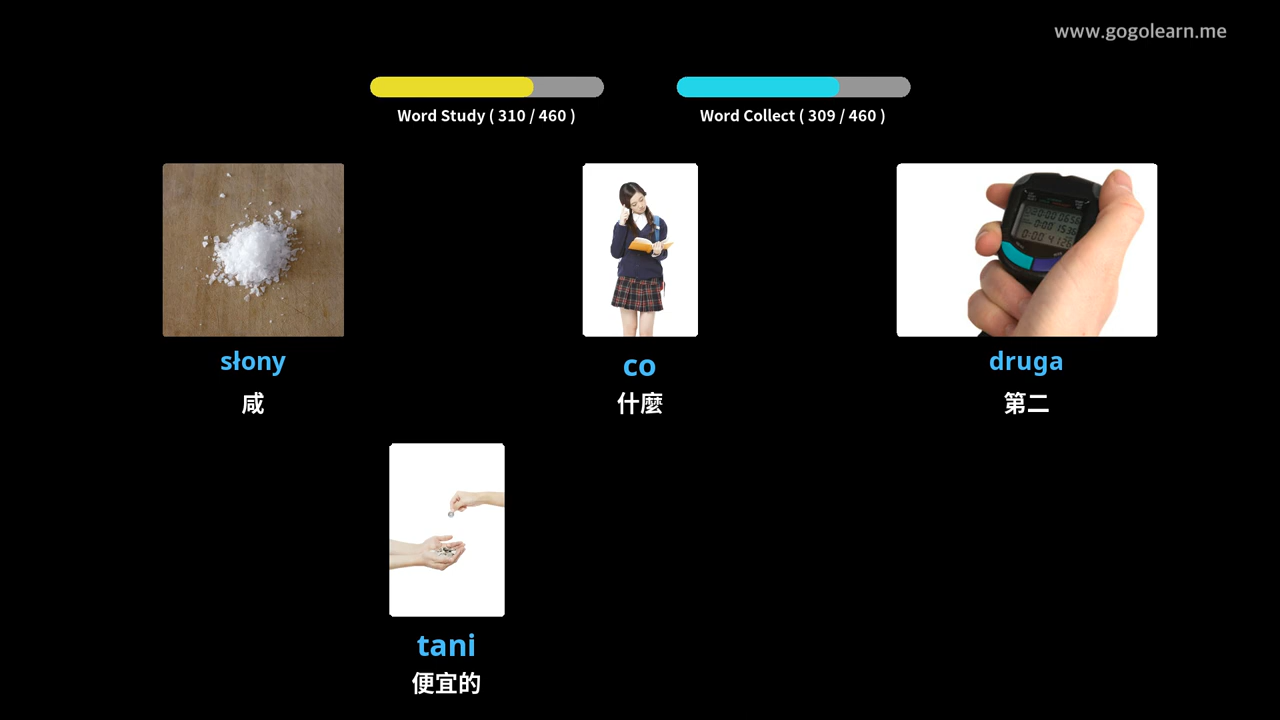 www.gogolearn.me
Word Study ( 310 / 460 )
Word Collect ( 309 / 460 )
słony
咸
co
什麼
druga
第二
tani
便宜的